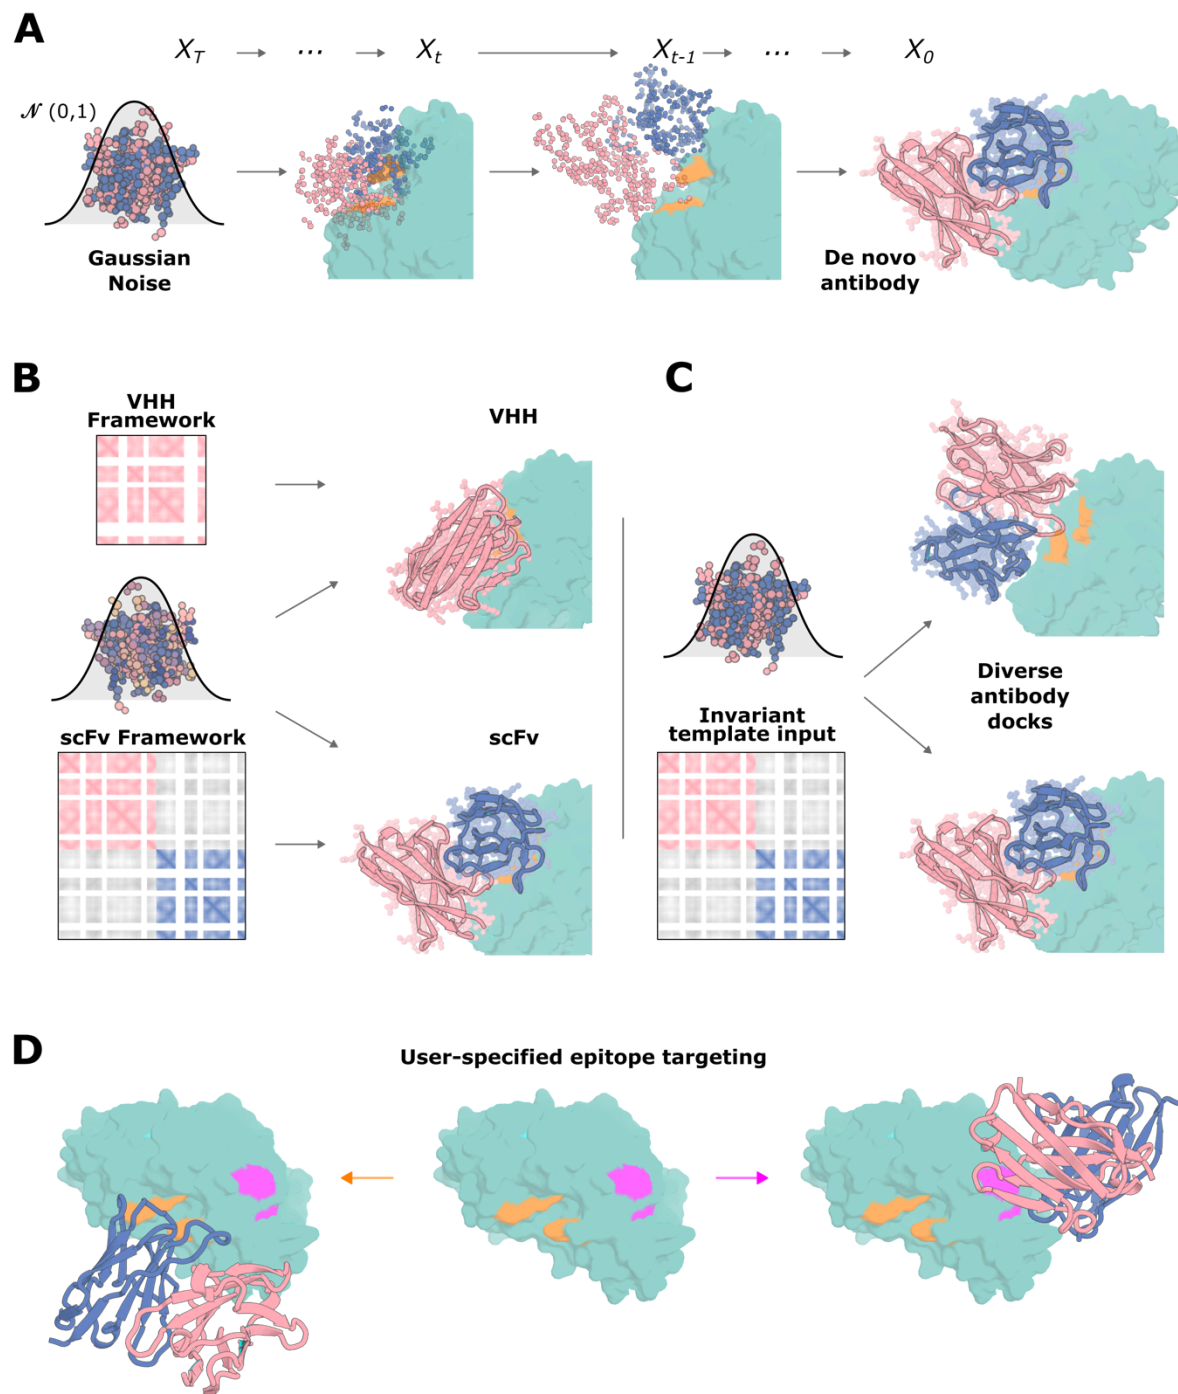 A
X_T ... X_t X_{t-1} ... X_0
𝒩 (0,1)
Gaussian
Noise
De novo
antibody
B
VHH
Framework
VHH
scFv Framework
scFv
C
Invariant
template input
Diverse
antibody
docks
D
User-specified epitope targeting